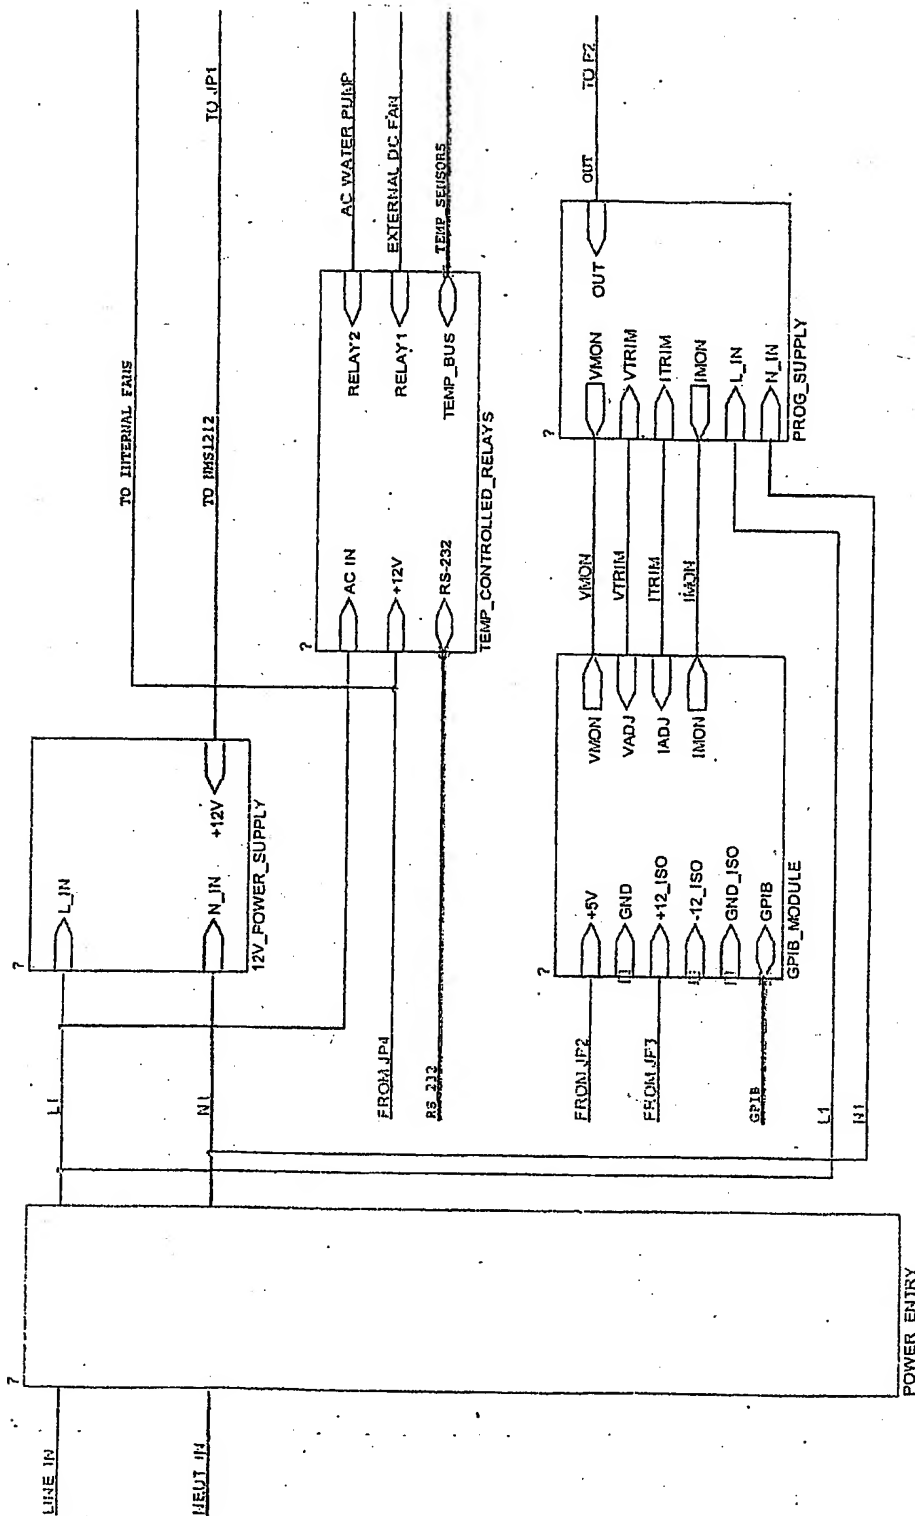 LINE IN
NEUT IN
?
POWER ENTRY
L1
N1
?
L_IN
N_IN
+12V
12V_POWER_SUPPLY
TO INTERNAL FANS
TO HMS1212
TO JP1
FROM JP4
RS_232
?
AC IN
+12V
RS-232
RELAY2
RELAY1
TEMP_BUS
TEMP_CONTROLLED_RELAYS
AC WATER PUMP
EXTERNAL DC FAN
TEMP_SENSORS
FROM JP2
FROM JP3
GPIB
L1
N1
?
+5V
GND
+12_ISO
-12_ISO
GND_ISO
GPIB
VMON
VADJ
IADJ
IMON
GPIB_MODULE
VMON
VTRIM
ITRIM
IMON
?
VMON
VTRIM
ITRIM
IMON
L_IN
N_IN
OUT
PROG_SUPPLY
OUT
TO P2